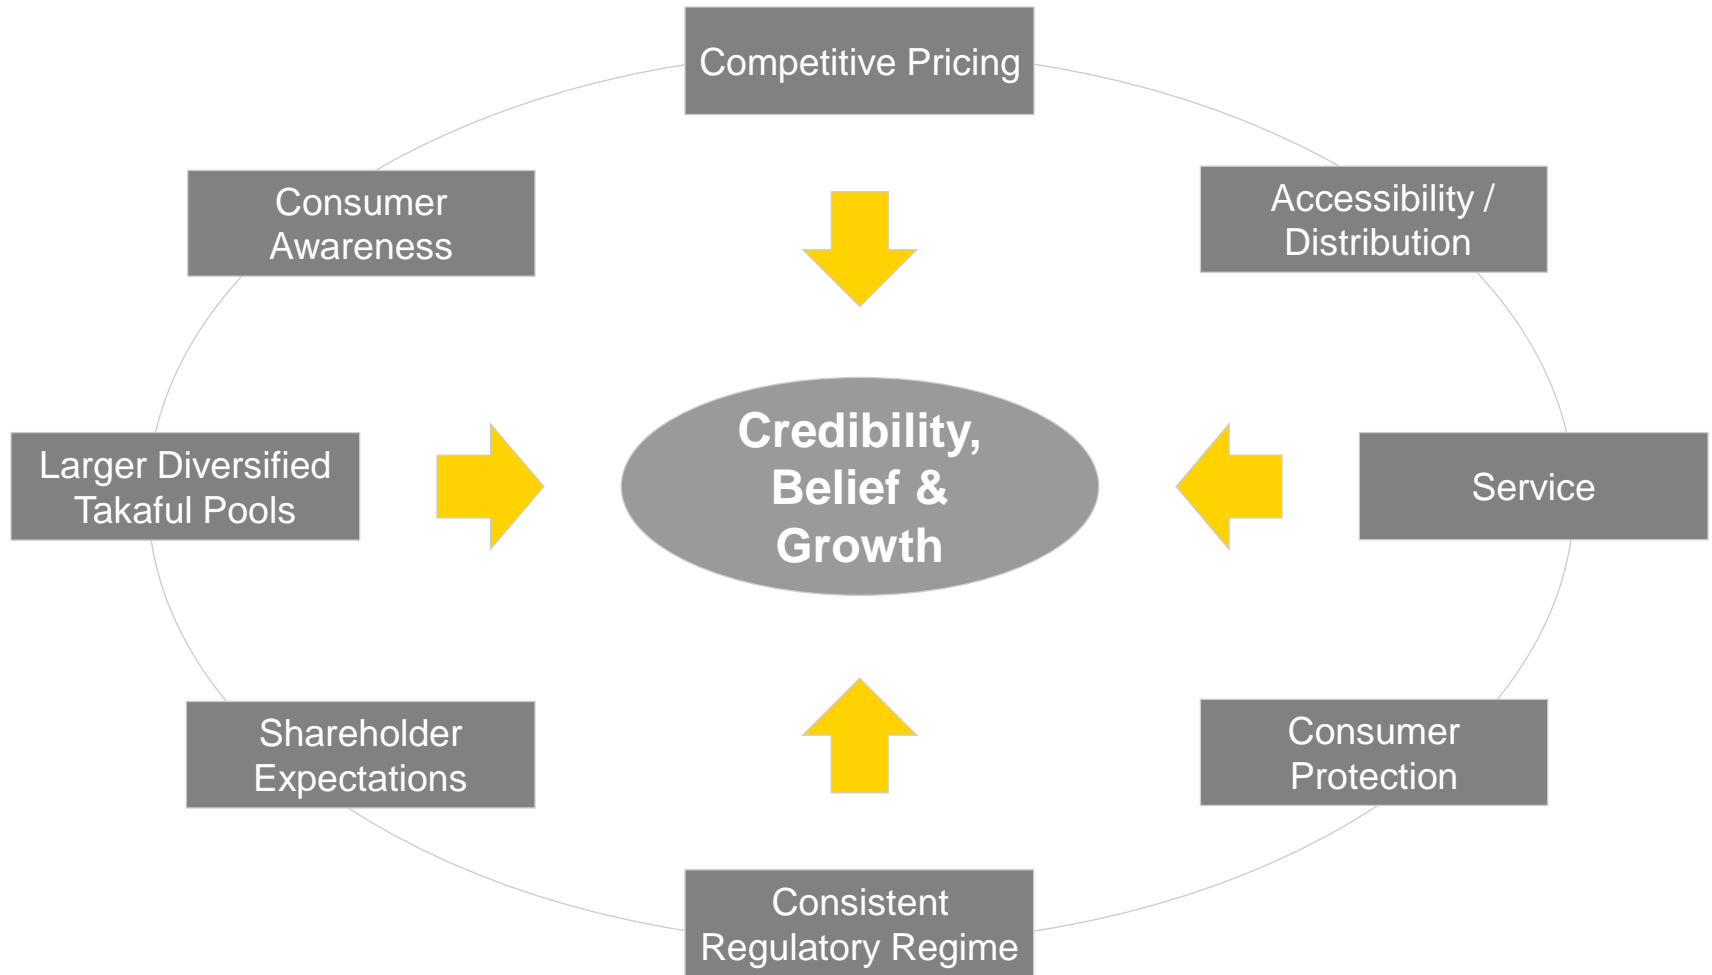 Competitive Pricing
Consumer
Awareness
Accessibility /
Distribution
Larger Diversified
Takaful Pools
Credibility,
Belief &
Growth
Service
Shareholder
Expectations
Consumer
Protection
Consistent
Regulatory Regime